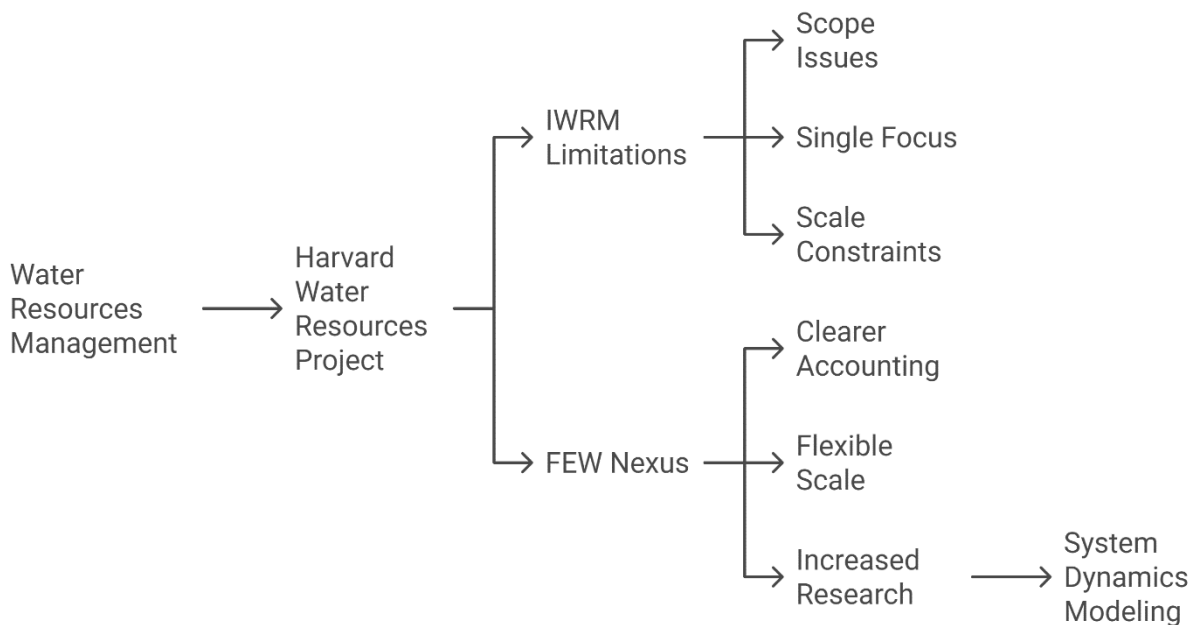 Water
Resources
Management
Harvard
Water
Resources
Project
IWRM
Limitations
Scope
Issues
Single Focus
Scale
Constraints
FEW Nexus
Clearer
Accounting
Flexible
Scale
Increased
Research
System
Dynamics
Modeling